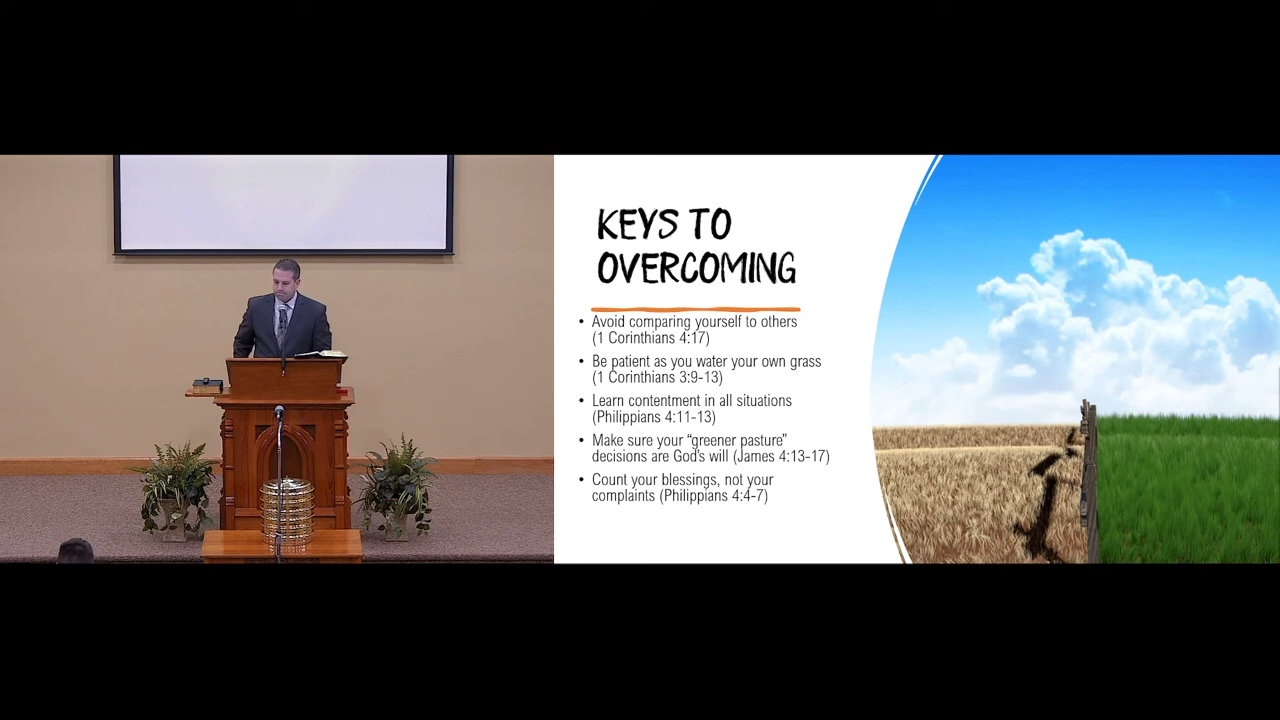 KEYS TO
OVERCOMING
• Avoid comparing yourself to others
(1 Corinthians 4:17)
• Be patient as you water your own grass
(1 Corinthians 3:9-13)
• Learn contentment in all situations
(Philippians 4:11-13)
• Make sure your “greener pasture”
decisions are God's will (James 4:13-17)
• Count your blessings, not your
complaints (Philippians 4:4-7)